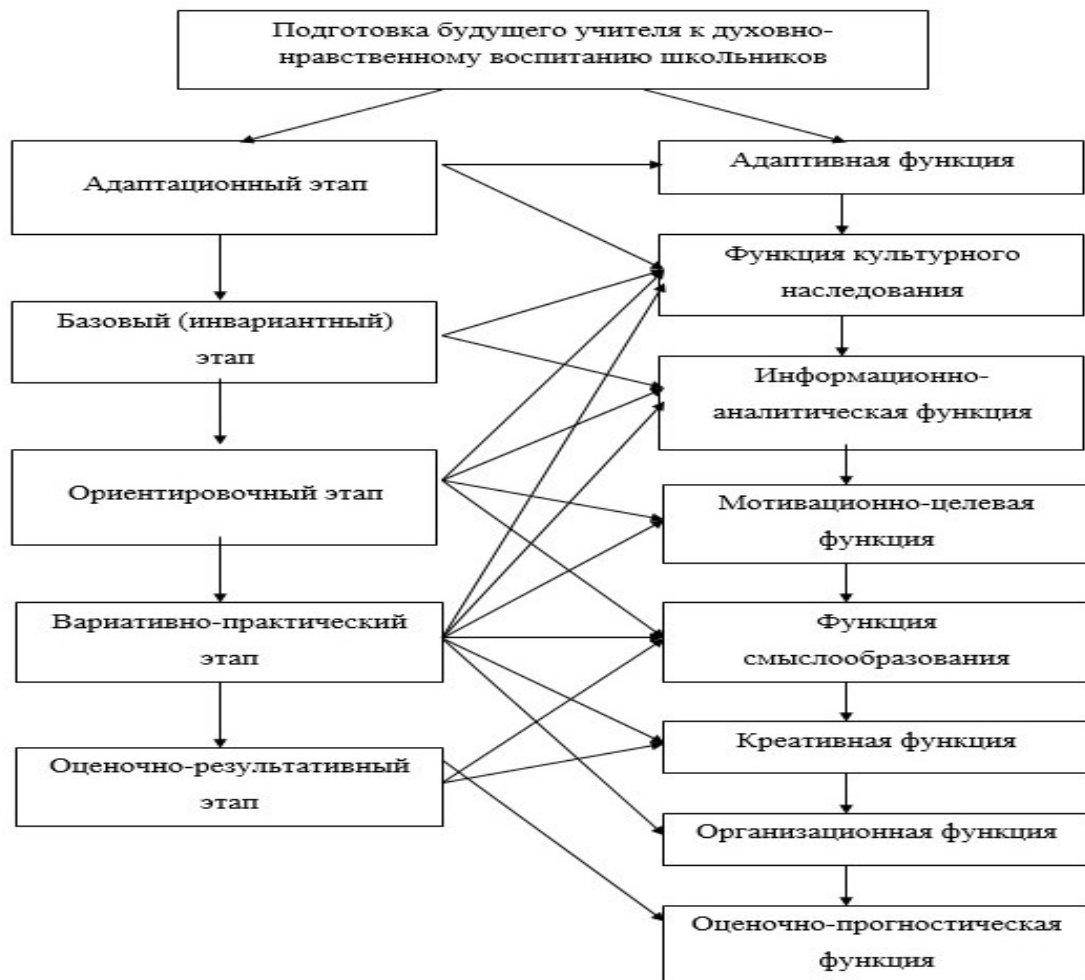 Подготовка будущего учителя к духовно-
нравственному воспитанию школьников
Адаптационный этап
Базовый (инвариантный)
этап
Ориентировочный этап
Вариативно-практический
этап
Оценочно-результативный
этап
Адаптивная функция
Функция культурного
наследования
Информационно-
аналитическая функция
Мотивационно-целевая
функция
Функция
смыслообразования
Креативная функция
Организационная функция
Оценочно-прогностическая
функция